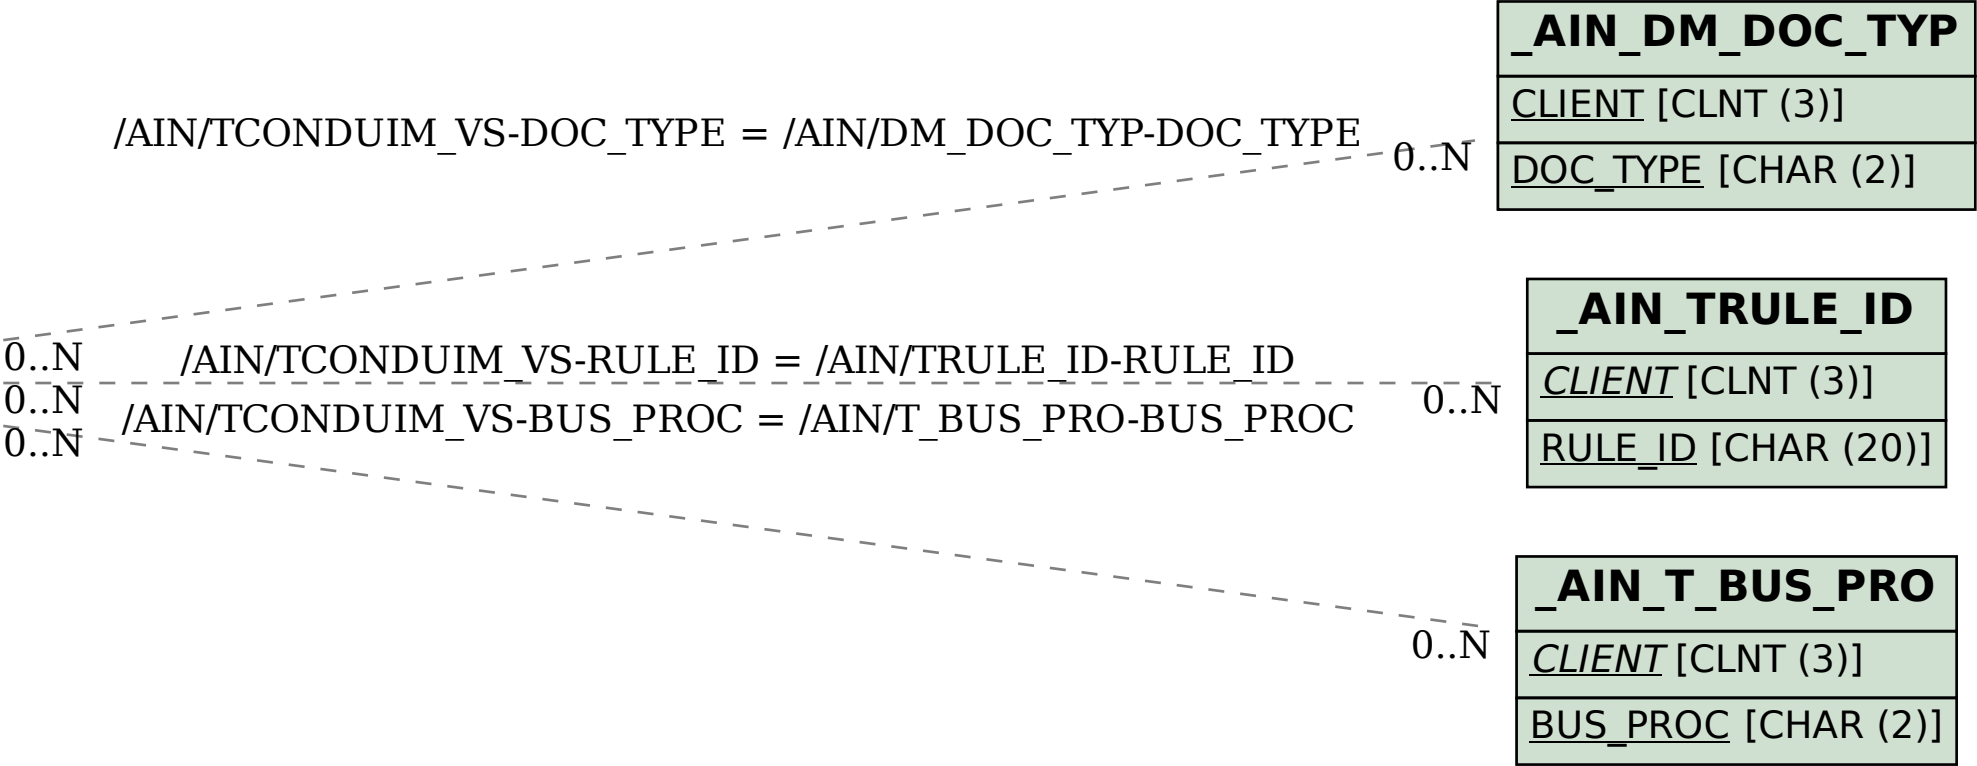 _AIN_DM_DOC_TYP
CLIENT [CLNT (3)]
/AIN/TCONDUIM_VS-DOC_TYPE = /AIN/DM_DOC_TYP-DOC_TYPE
0..N
DOC_TYPE [CHAR (2)]
_AIN_TRULE_ID
0..N
/AIN/TCONDUIM_VS-RULE_ID = /AIN/TRULE_ID-RULE_ID
CLIENT [CLNT (3)]
0..N
0..N
/AIN/TCONDUIM_VS-BUS_PROC = /AIN/T_BUS_PRO-BUS_PROC
0..N
RULE_ID [CHAR (20)]
_AIN_T_BUS_PRO
0..N
CLIENT [CLNT (3)]
BUS_PROC [CHAR (2)]